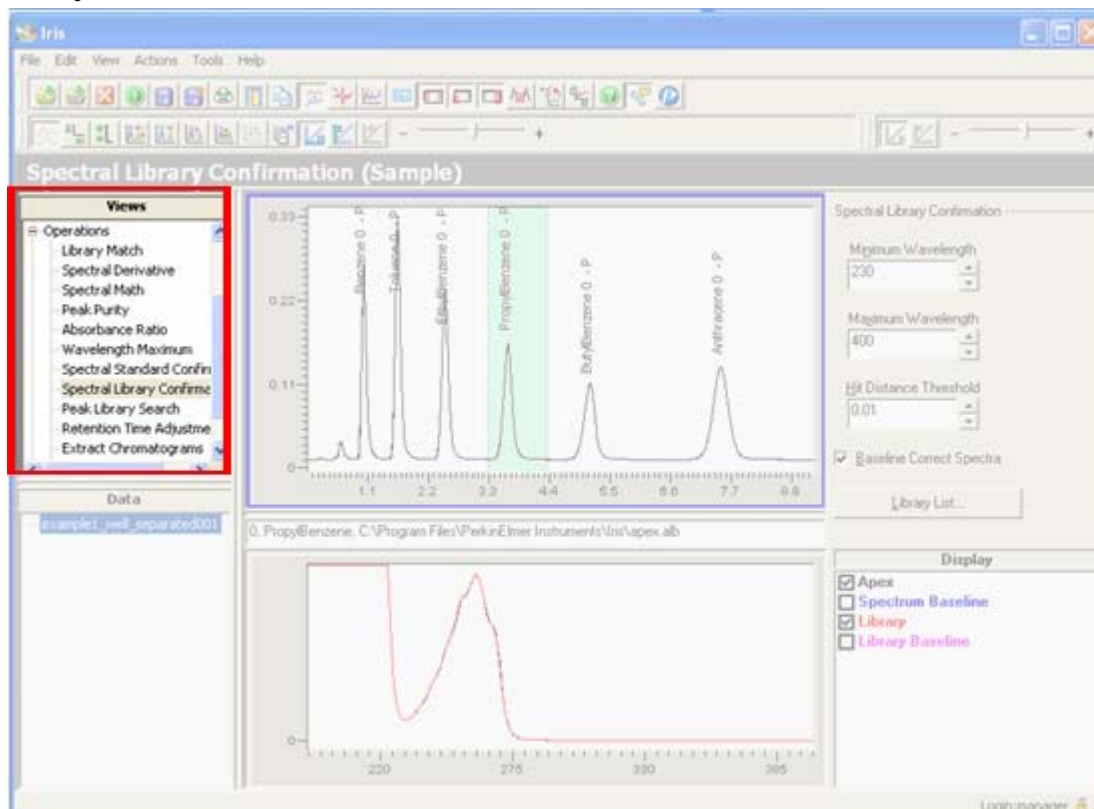 Iris
File Edit View Actions Tools Help
Spectral Library Confirmation (Sample)
Views
Operations
Library Match
Spectral Derivative
Spectral Math
Peak Purity
Absorbance Ratio
Wavelength Maximum
Spectral Standard Confir
Spectral Library Confirma
Peak Library Search
Retention Time Adjustme
Extract Chromatograms
Data
example1_well_separated001
0.39
0.22
0.11
0
Benzene 0 - P
Toluene 0 - P
EthylBenzene 0 - P
PropylBenzene 0 - P
ButylBenzene 0 - P
Anthracene 0 - P
1.1 2.2 3.3 4.4 5.5 6.6 7.7 8.8
0. PropylBenzene, C:\Program Files\PerkinElmer Instruments\Iris\apex.alb
0
220 275 330 385
Spectral Library Confirmation
Minimum Wavelength
230
Maximum Wavelength
400
Hit Distance Threshold
0.01
Baseline Correct Spectra
Library List...
Display
Apex
Spectrum Baseline
Library
Library Baseline
Login:manager